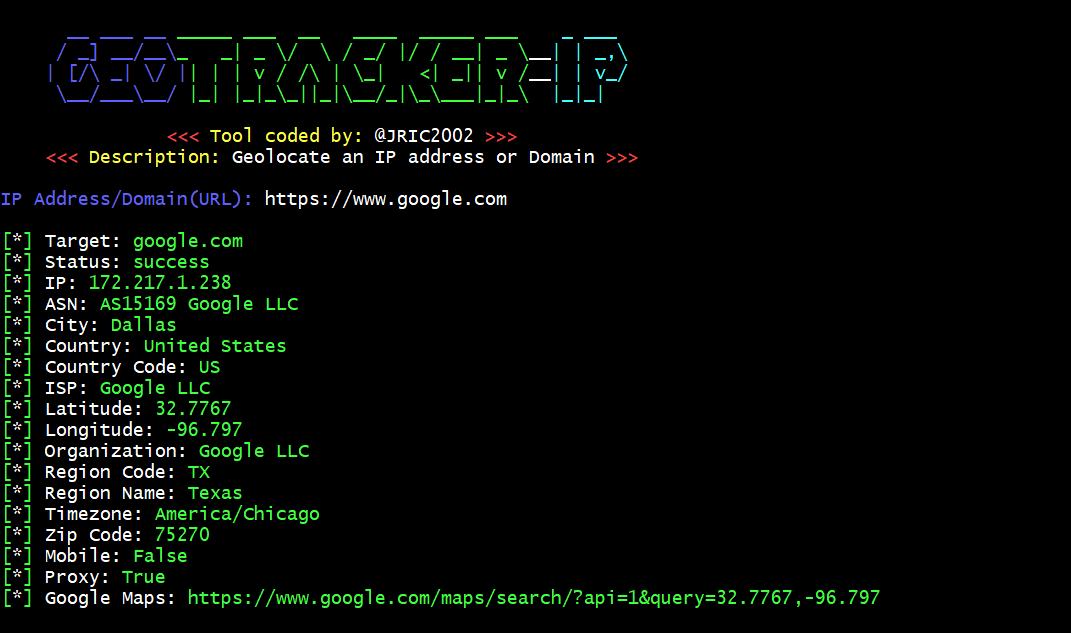 GEOTRACKER-IP
<<< Tool coded by: @JRIC2002 >>>
<<< Description: Geolocate an IP address or Domain >>>
IP Address/Domain(URL): https://www.google.com
[*] Target: google.com
[*] Status: success
[*] IP: 172.217.1.238
[*] ASN: AS15169 Google LLC
[*] City: Dallas
[*] Country: United States
[*] Country Code: US
[*] ISP: Google LLC
[*] Latitude: 32.7767
[*] Longitude: -96.797
[*] Organization: Google LLC
[*] Region Code: TX
[*] Region Name: Texas
[*] Timezone: America/Chicago
[*] Zip Code: 75270
[*] Mobile: False
[*] Proxy: True
[*] Google Maps: https://www.google.com/maps/search/?api=1&query=32.7767,-96.797